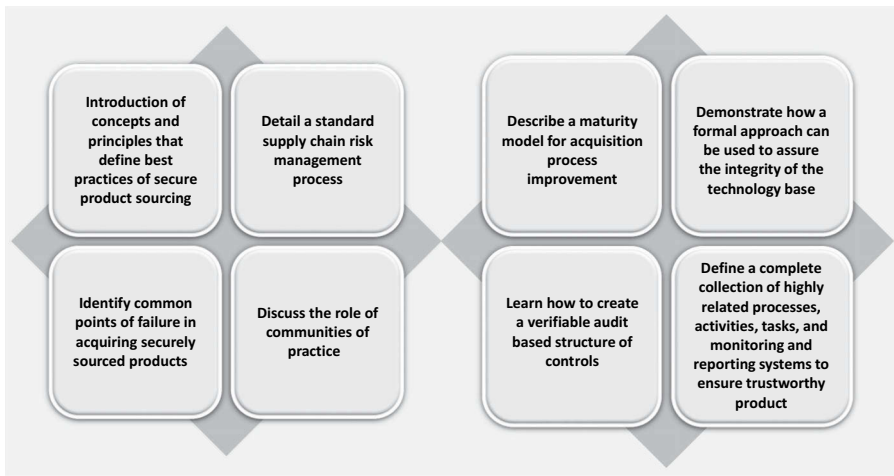 Introduction of
concepts and
principles that
define best
practices of secure
product sourcing
Detail a standard
supply chain risk
management
process
Identify common
points of failure in
acquiring securely
sourced products
Discuss the role of
communities of
practice
Describe a maturity
model for acquisition
process
improvement
Demonstrate how a
formal approach can
be used to assure
the integrity of the
technology base
Learn how to create
a verifiable audit
based structure of
controls
Define a complete
collection of highly
related processes,
activities, tasks, and
monitoring and
reporting systems to
ensure trustworthy
product